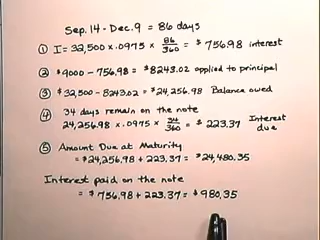 Sep. 14 - Dec. 9 = 86 days
① I = 32,500 x .0975 x 86/360 = $756.98 interest
② $9000 - 756.98 = $8243.02 applied to principal
③ $32,500 - 8243.02 = $24,256.98 Balance owed
④ 34 days remain on the note
24,256.98 x .0975 x 34/360 = $223.37 Interest due
⑤ Amount Due at Maturity
= $24,256.98 + 223.37 = $24,480.35
Interest paid on the note
= $756.98 + 223.37 = $980.35